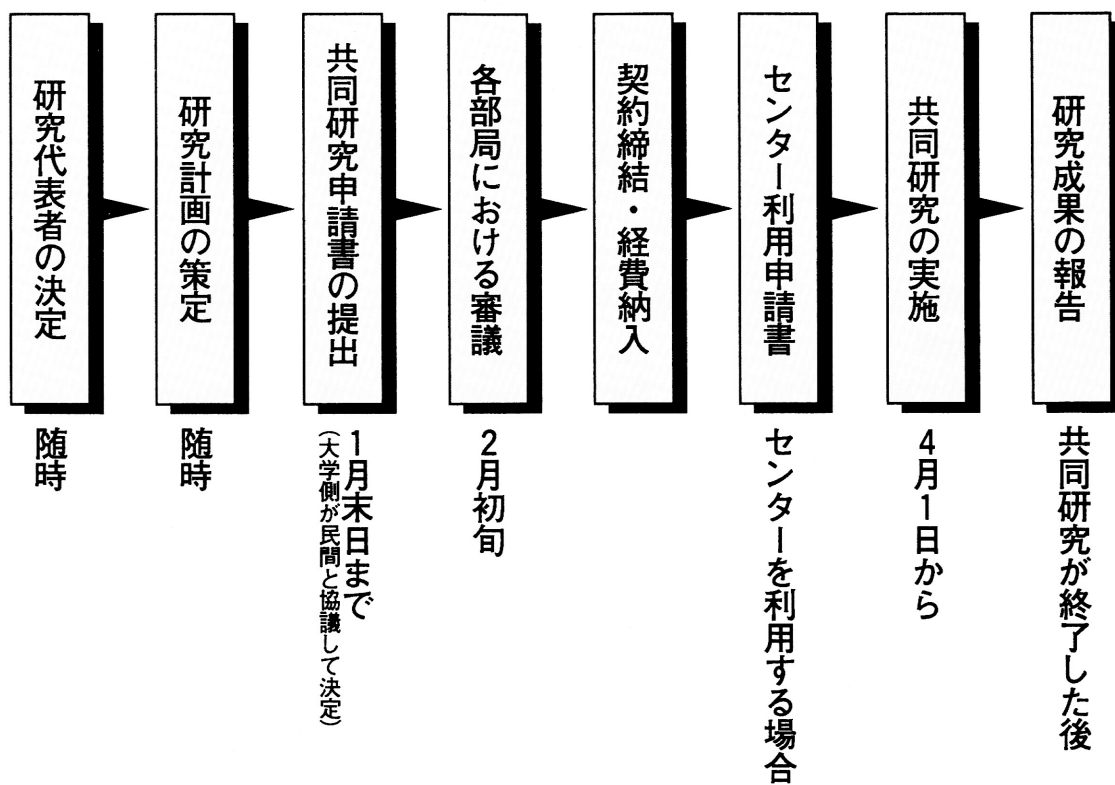 研究代表者の決定
随時
研究計画の策定
随時
共同研究申請書の提出
1月末日まで
(大学側が民間と協議して決定)
各部局における審議
2月初旬
契約締結・経費納入
センター利用申請書
センターを利用する場合
共同研究の実施
4月1日から
研究成果の報告
共同研究が終了した後